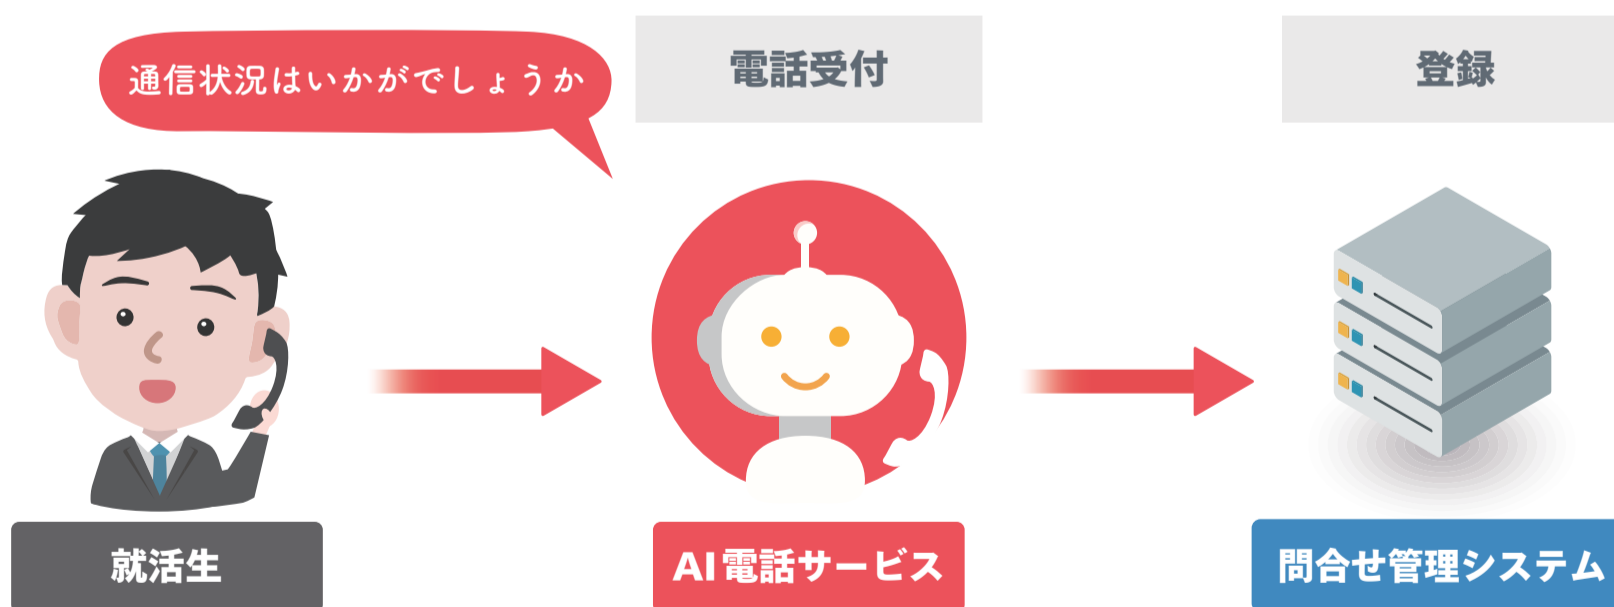 通信状況はいかがでしょうか
電話受付
登録
就活生
AI電話サービス
問合せ管理システム